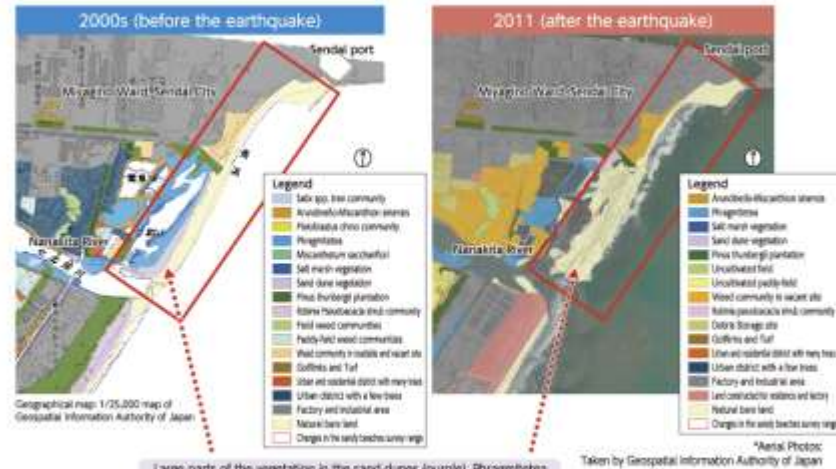 2000s (before the earthquake)
2011 (after the earthquake)
Sendai port
Miyagino Ward Sendai City
Nanakita River
Legend
Salix spp. tree community
Arundinello-Miscanthion sinensis
Pleioblastus chino community
Phragmitetea
Miscanthetum sacchariflori
Salt marsh vegetation
Sand dune vegetation
Pinus thunbergii plantation
Robinia Pseudoacacia shrub community
Field weed communities
Paddy-field weed communities
Weed community in roadside and vacant site
Golflinks and Turf
Urban and residential district with many trees
Urban district with a few trees
Factory and Industrial area
Natural bare land
Changes in the sandy beaches survey range
Geographical map: 1/25,000 map of
Geospatial Information Authority of Japan
Sendai port
Miyagino Ward Sendai City
Nanakita River
Legend
Arundinello-Miscanthion sinensis
Phragmitetea
Salt marsh vegetation
Sand dune vegetation
Pinus thunbergii plantation
Uncultivated field
Uncultivated paddy-field
Weed community in vacant site
Robinia pseudoacacia shrub community
Debris Storage site
Golflinks and Turf
Urban and residential district with many trees
Urban district with a few trees
Factory and Industrial area
Land constructed for residence and factory
Natural bare land
Changes in the sandy beaches survey range
*Aerial Photos:
Taken by Geospatial Information Authority of Japan
Large parts of the vegetation in the sand dunes (purple), Phragmitetea